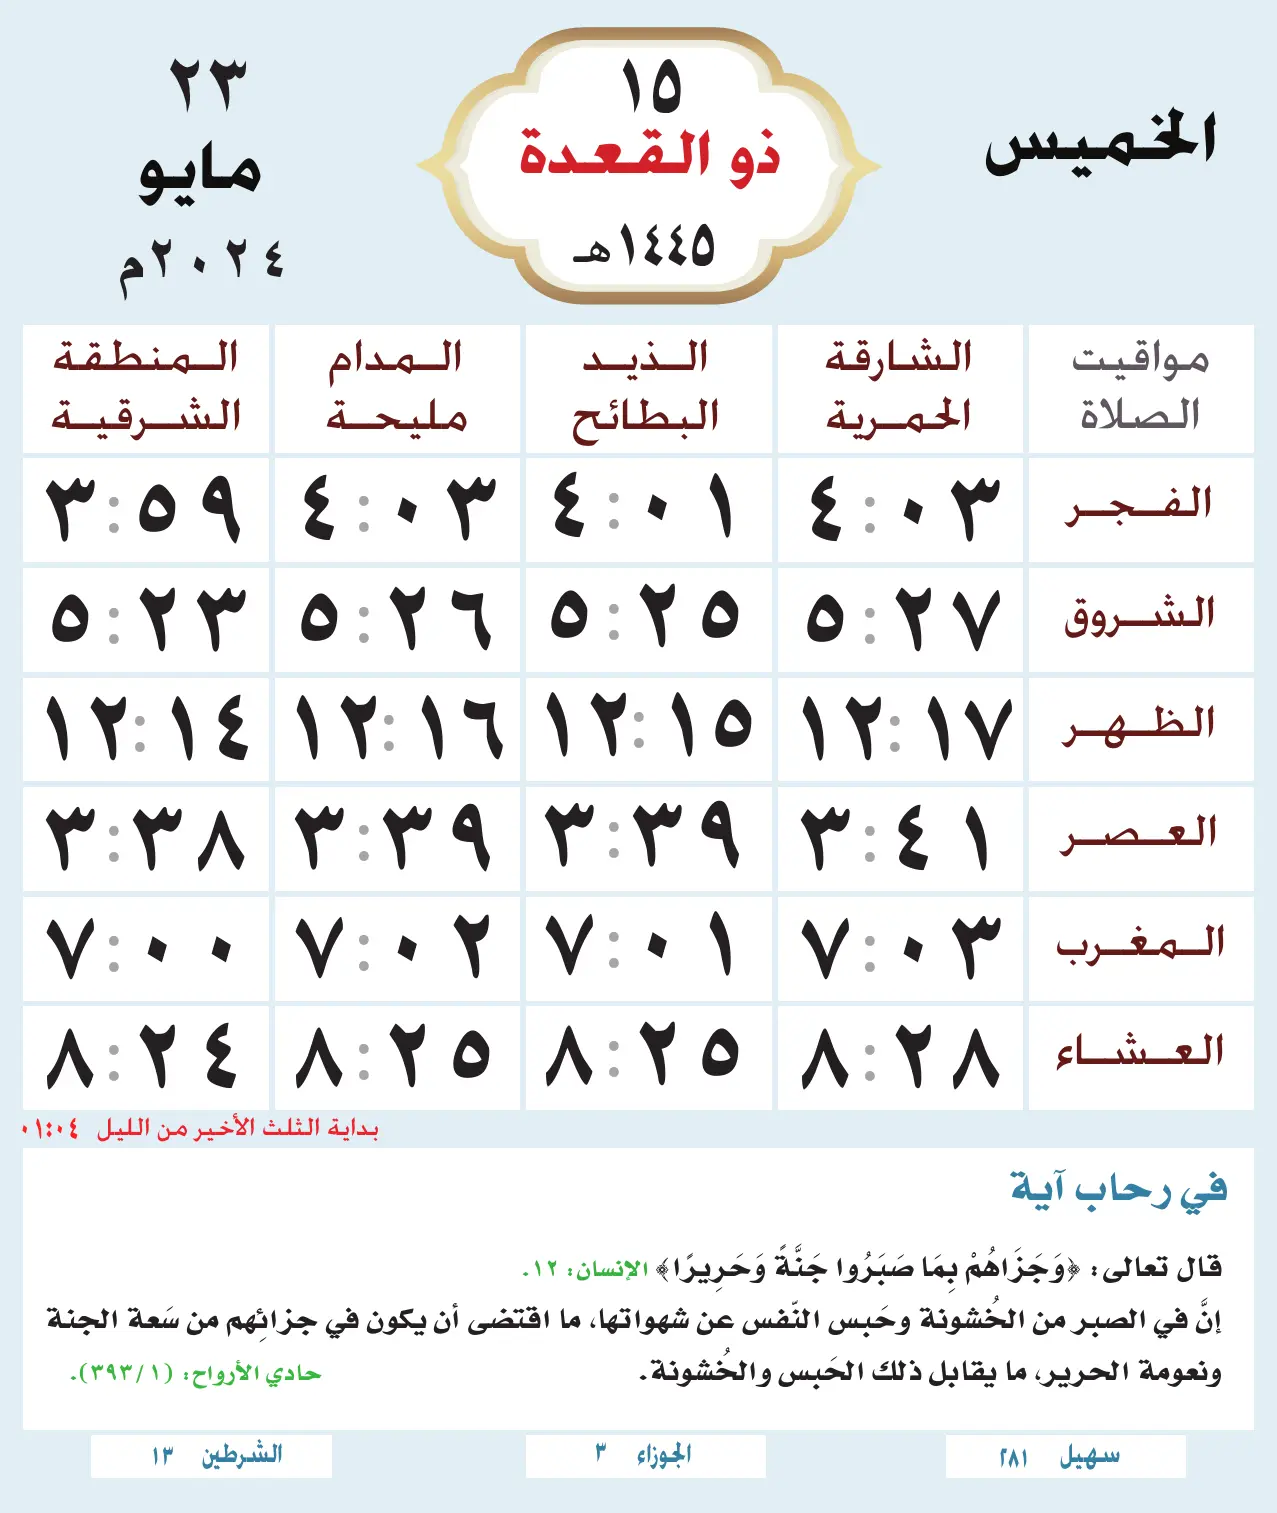 الخميس
١٥
ذو القعدة
١٤٤٥هـ
٢٣
مايو
٢٠٢٤م
مواقيت الصلاة
الشارقة الحمرية
الذيد البطائح
المدام مليحة
المنطقة الشرقية
الفجر ٤:٠٣ ٤:٠١ ٤:٠٣ ٣:٥٩
الشروق ٥:٢٧ ٥:٢٥ ٥:٢٦ ٥:٢٣
الظهر ١٢:١٧ ١٢:١٥ ١٢:١٦ ١٢:١٤
العصر ٣:٤١ ٣:٣٩ ٣:٣٩ ٣:٣٨
المغرب ٧:٠٣ ٧:٠١ ٧:٠٢ ٧:٠٠
العشاء ٨:٢٨ ٨:٢٥ ٨:٢٥ ٨:٢٤
بداية الثلث الأخير من الليل ٠١:٠٤
في رحاب آية
قال تعالى: ﴿وَجَزَاهُمْ بِمَا صَبَرُوا جَنَّةً وَحَرِيرًا﴾ الإنسان: ١٢.
إنَّ في الصبر من الخُشونة وحَبس النّفس عن شهواتها، ما اقتضى أن يكون في جزائِهم من سَعة الجنة
ونعومة الحرير، ما يقابل ذلك الحَبس والخُشونة. حادي الأرواح: (٣٩٣/١).
سهيل ٢٨١
الجوزاء ٣
الشرطين ١٣